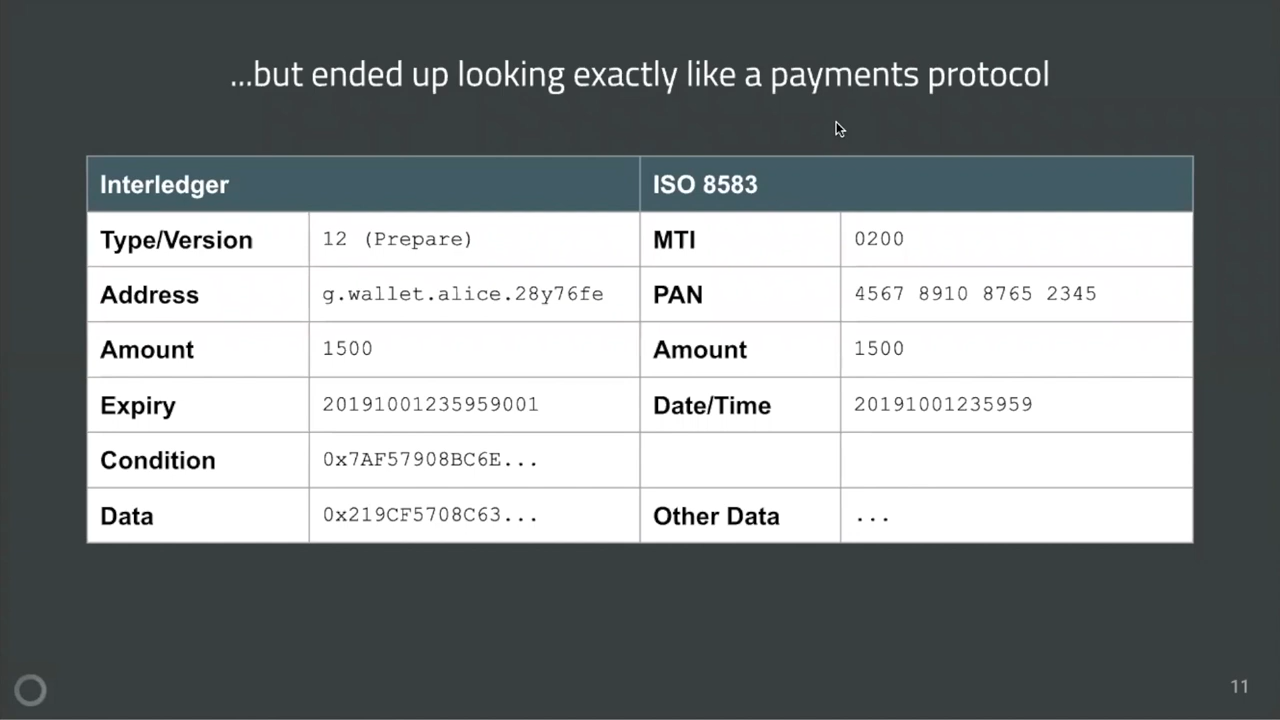 ...but ended up looking exactly like a payments protocol
Interledger ISO 8583
Type/Version 12 (Prepare) MTI 0200
Address g.wallet.alice.28y76fe PAN 4567 8910 8765 2345
Amount 1500 Amount 1500
Expiry 20191001235959001 Date/Time 20191001235959
Condition 0x7AF57908BC6E...
Data 0x219CF5708C63... Other Data ...
11